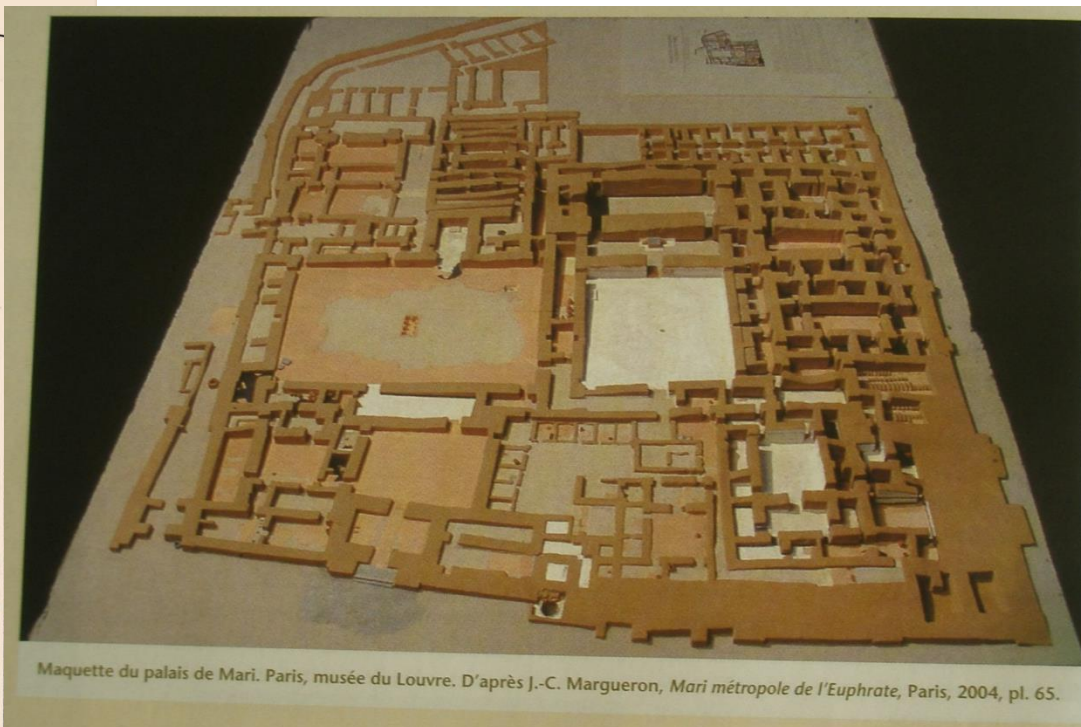 Maquette du palais de Mari. Paris, musée du Louvre. D'après J.-C. Margueron, Mari métropole de l'Euphrate, Paris, 2004, pl. 65.